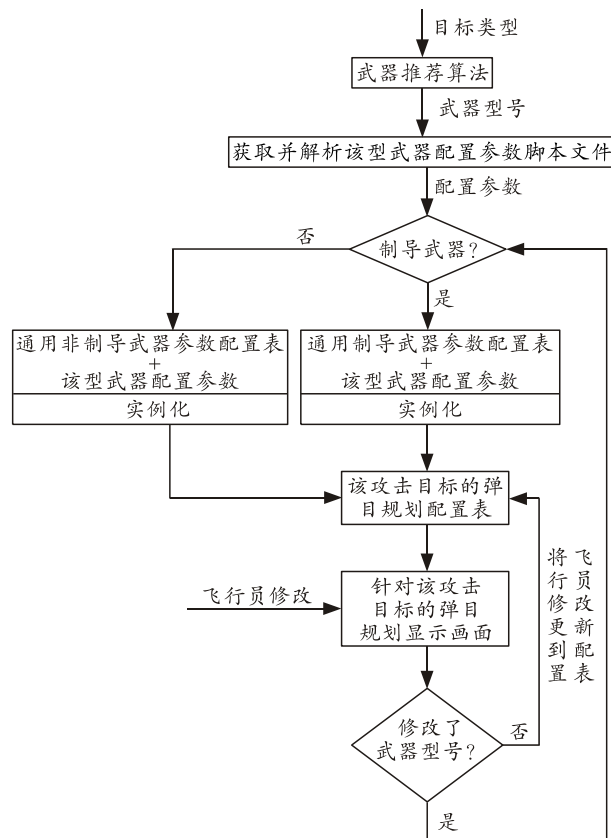 目标类型
武器推荐算法
武器型号
获取并解析该型武器配置参数脚本文件
配置参数
制导武器?
否
是
通用非制导武器参数配置表
+
该型武器配置参数
实例化
通用制导武器参数配置表
+
该型武器配置参数
实例化
该攻击目标的弹
目规划配置表
飞行员修改
针对该攻击
目标的弹目
规划显示画面
将飞
行员
修改
更新
到配
置表
修改了
武器型号?
否
是